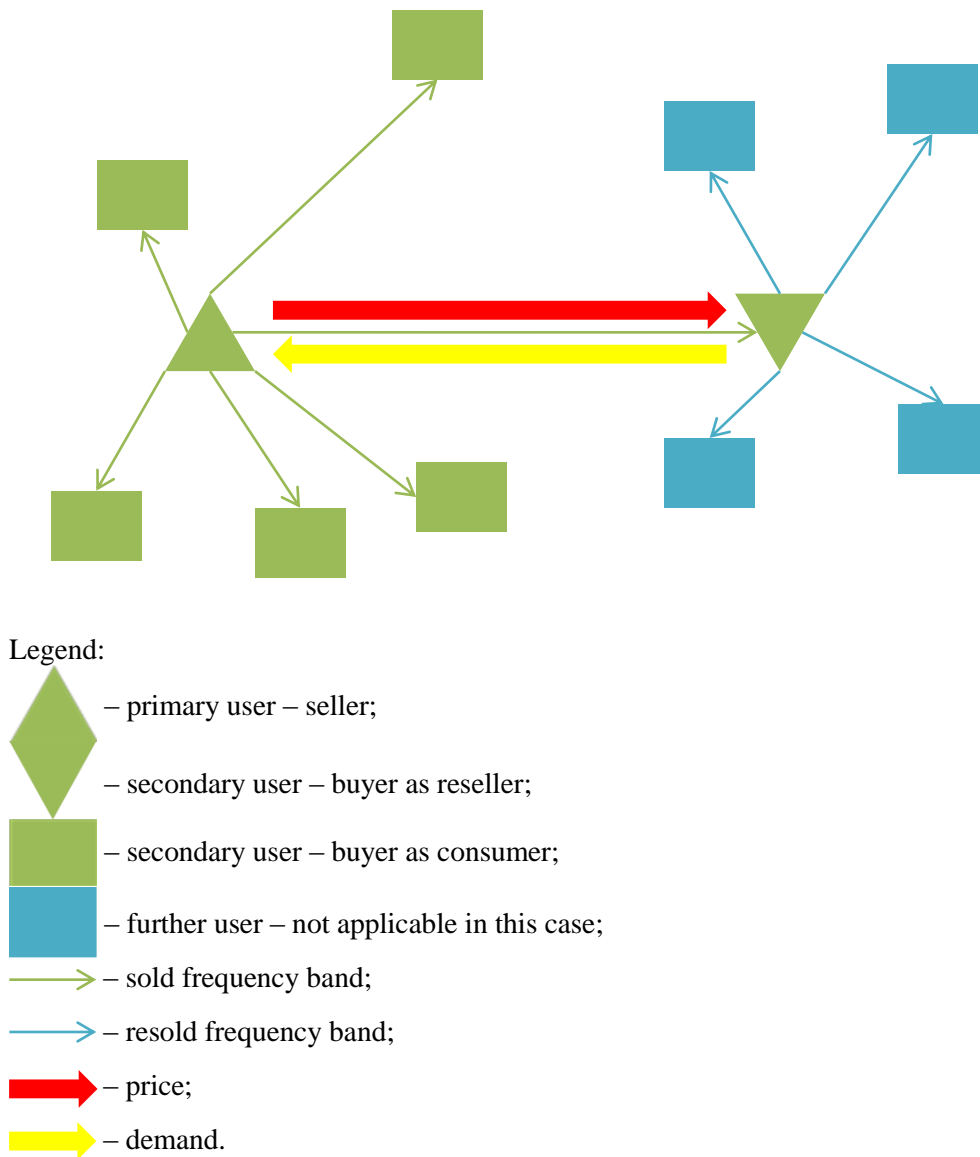 Legend:
– primary user – seller;
– secondary user – buyer as reseller;
– secondary user – buyer as consumer;
– further user – not applicable in this case;
– sold frequency band;
– resold frequency band;
– price;
– demand.